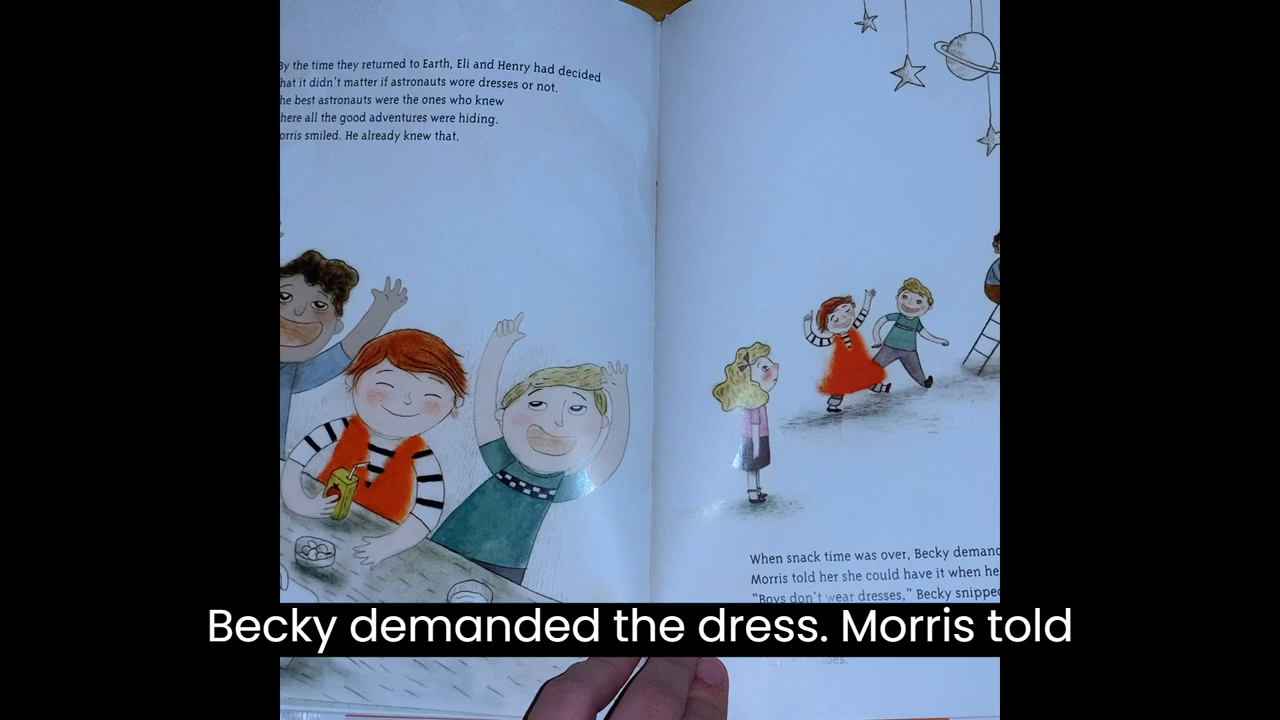 By the time they returned to Earth, Eli and Henry had decided
that it didn't matter if astronauts wore dresses or not.
he best astronauts were the ones who knew
here all the good adventures were hiding.
orris smiled. He already knew that.
When snack time was over, Becky demand
Morris told her she could have it when he
"Boys don't wear dresses," Becky snipped
Becky demanded the dress. Morris told